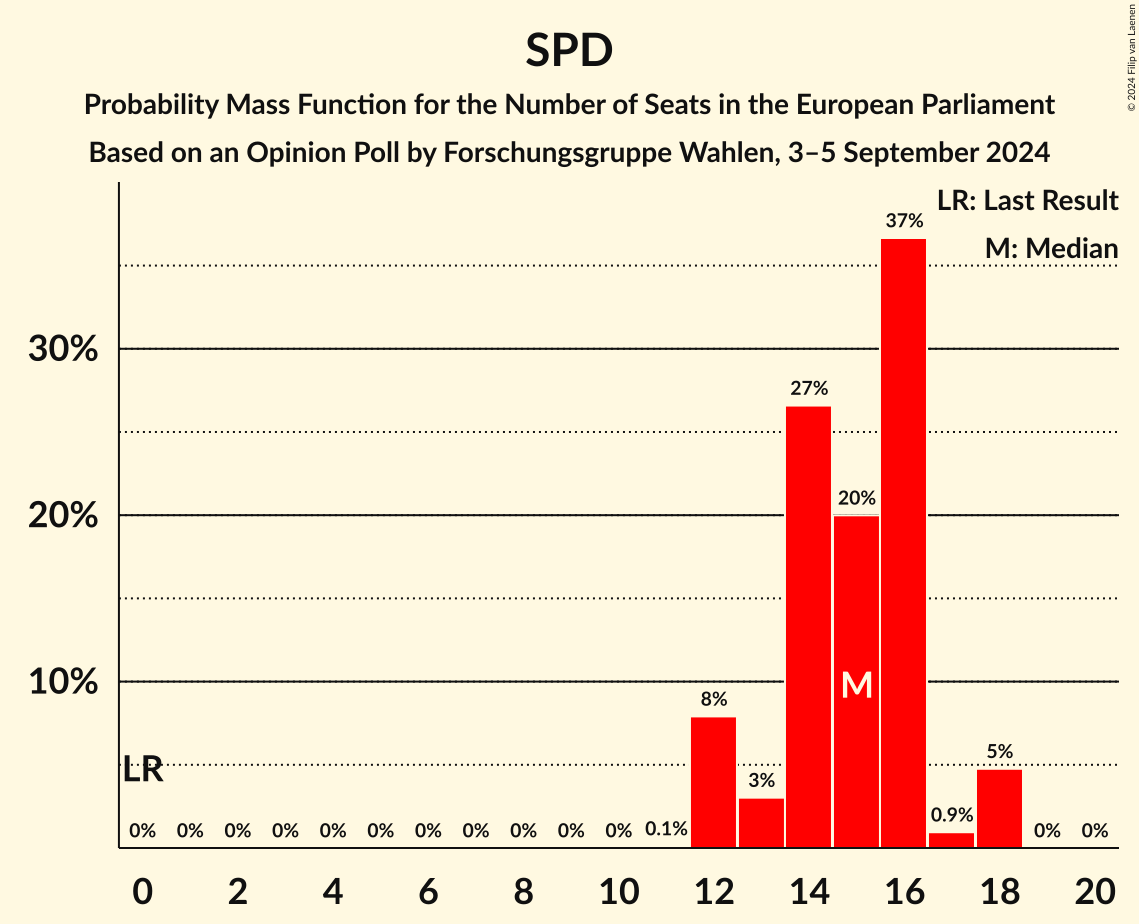 SPD
Probability Mass Function for the Number of Seats in the European Parliament
Based on an Opinion Poll by Forschungsgruppe Wahlen, 3–5 September 2024
© 2024 Filip van Laenen
LR: Last Result
M: Median
37%
30%
27%
20%
20%
10%
M
8%
LR
5%
3%
0% 0% 0% 0% 0% 0% 0% 0% 0% 0% 0% 0.1% 0.9% 0% 0%
0 2 4 6 8 10 12 14 16 18 20